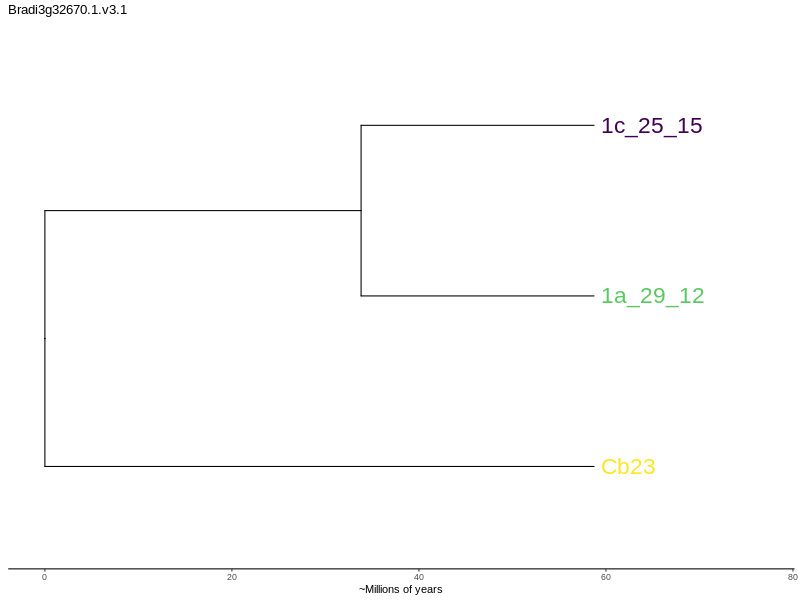 Bradi3g32670.1.v3.1
1c_25_15
1a_29_12
Cb23
0 20 40 60 80
~Millions of years